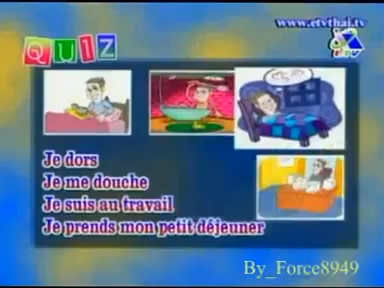 www.etvthai.tv
QUIZ
Je dors
Je me douche
Je suis au travail
Je prends mon petit déjeuner
By_Force8949